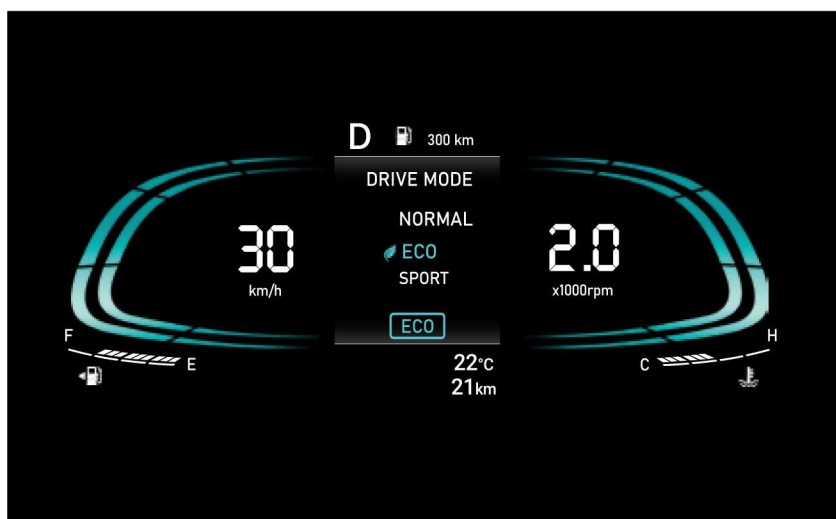 D 300 km
DRIVE MODE
NORMAL
ECO
SPORT
ECO
30
km/h
2.0
x1000rpm
F
E
C
H
22°C
21km